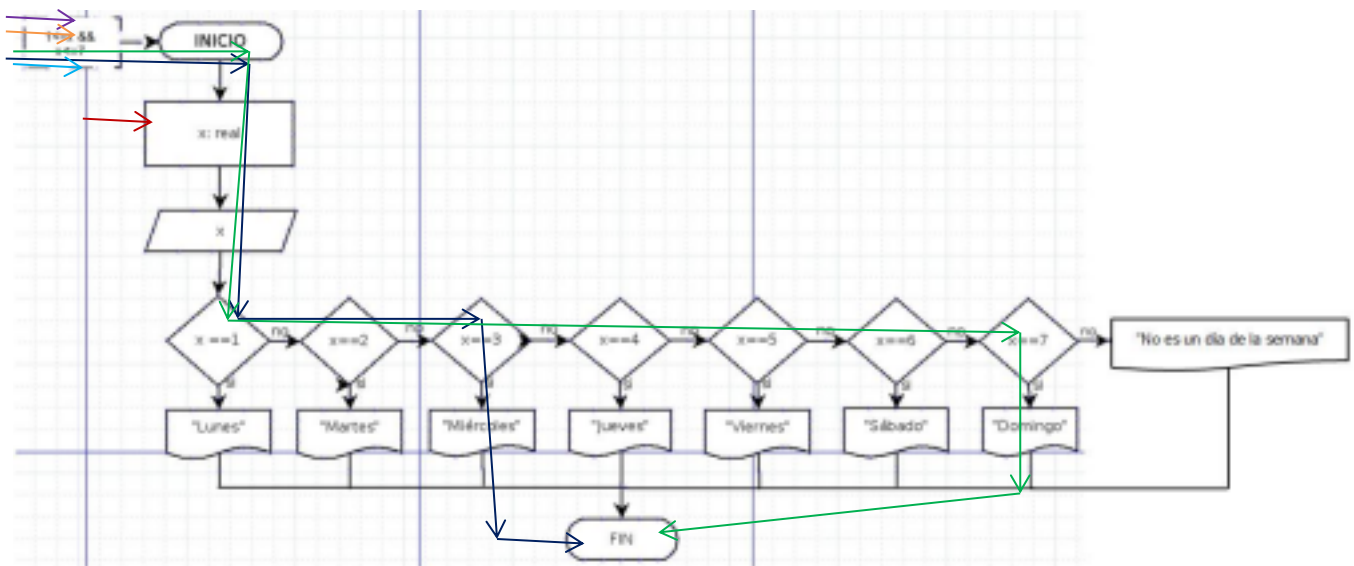 INICIO
x: real
x
x ==1
no
x==2
no
x==3
no
x==4
no
x==5
no
x==6
no
x==7
no
"No es un día de la semana"
si
si
si
si
si
si
si
"Lunes"
"Martes"
"Miércoles"
"Jueves"
"Viernes"
"Sábado"
"Domingo"
FIN